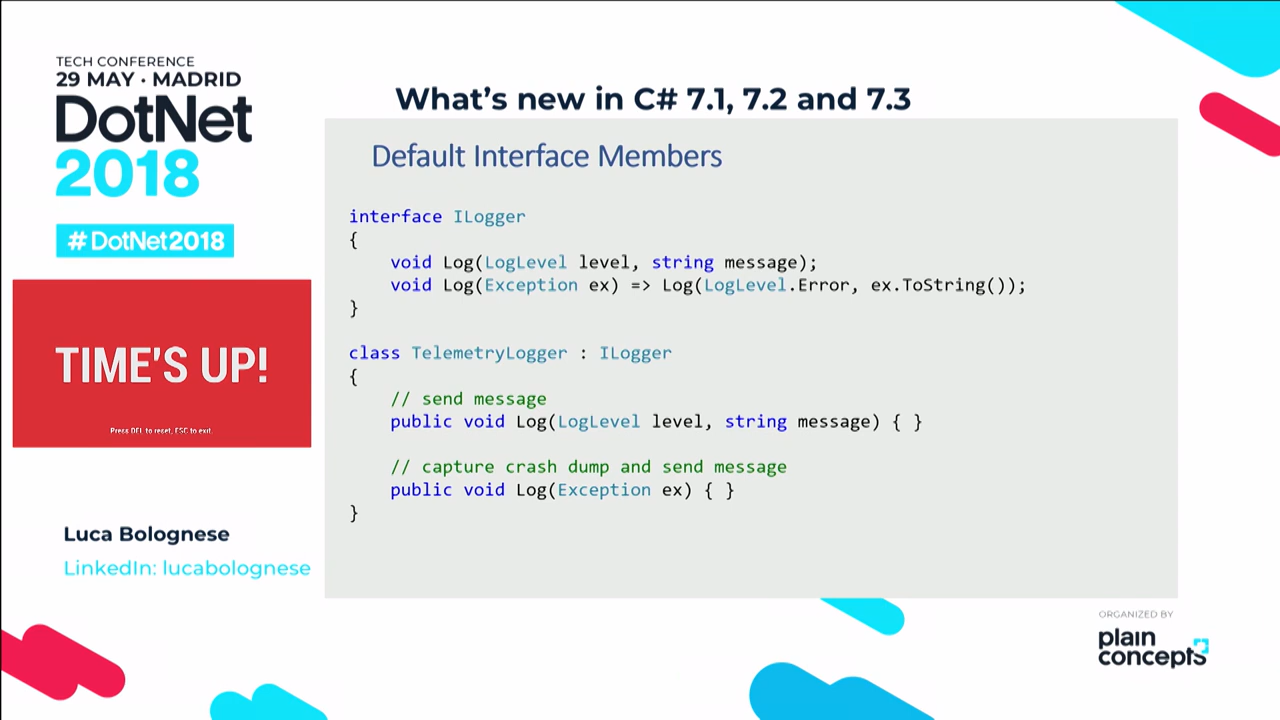 TECH CONFERENCE
29 MAY · MADRID
DotNet
2018
#DotNet2018
TIME'S UP!
Press DEL to reset, ESC to exit.
Luca Bolognese
LinkedIn: lucabolognese
What's new in C# 7.1, 7.2 and 7.3
Default Interface Members
interface ILogger
{
    void Log(LogLevel level, string message);
    void Log(Exception ex) => Log(LogLevel.Error, ex.ToString());
}
class TelemetryLogger : ILogger
{
    // send message
    public void Log(LogLevel level, string message) { }
    // capture crash dump and send message
    public void Log(Exception ex) { }
}
ORGANIZED BY
plain
concepts